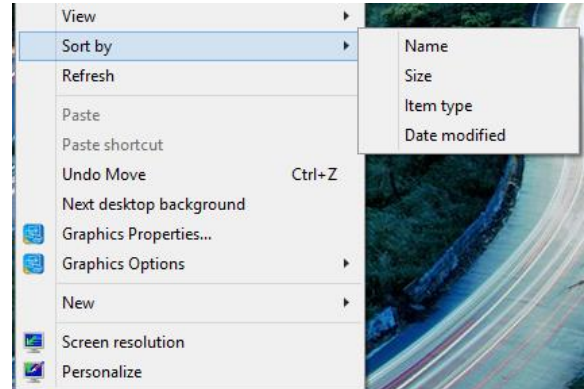 View
Sort by
Refresh
Paste
Paste shortcut
Undo Move Ctrl+Z
Next desktop background
Graphics Properties...
Graphics Options
New
Screen resolution
Personalize
Name
Size
Item type
Date modified